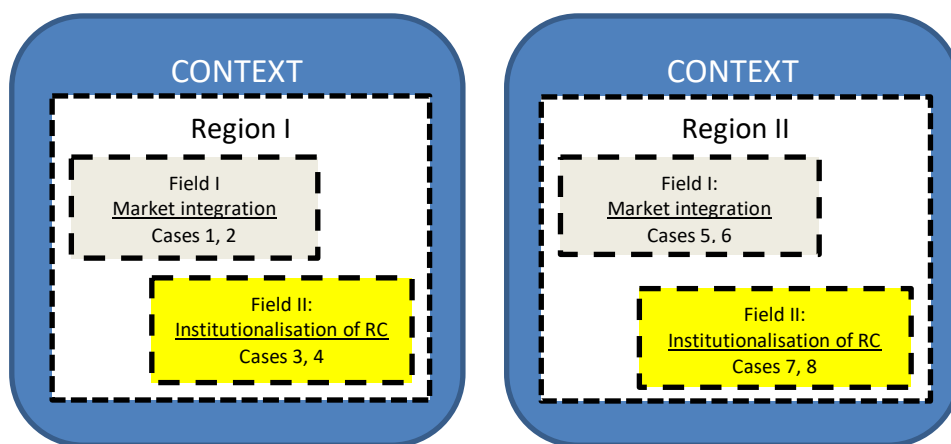 CONTEXT
Region I
Field I
Market integration
Cases 1, 2
Field II:
Institutionalisation of RC
Cases 3, 4
CONTEXT
Region II
Field I:
Market integration
Cases 5, 6
Field II:
Institutionalisation of RC
Cases 7, 8